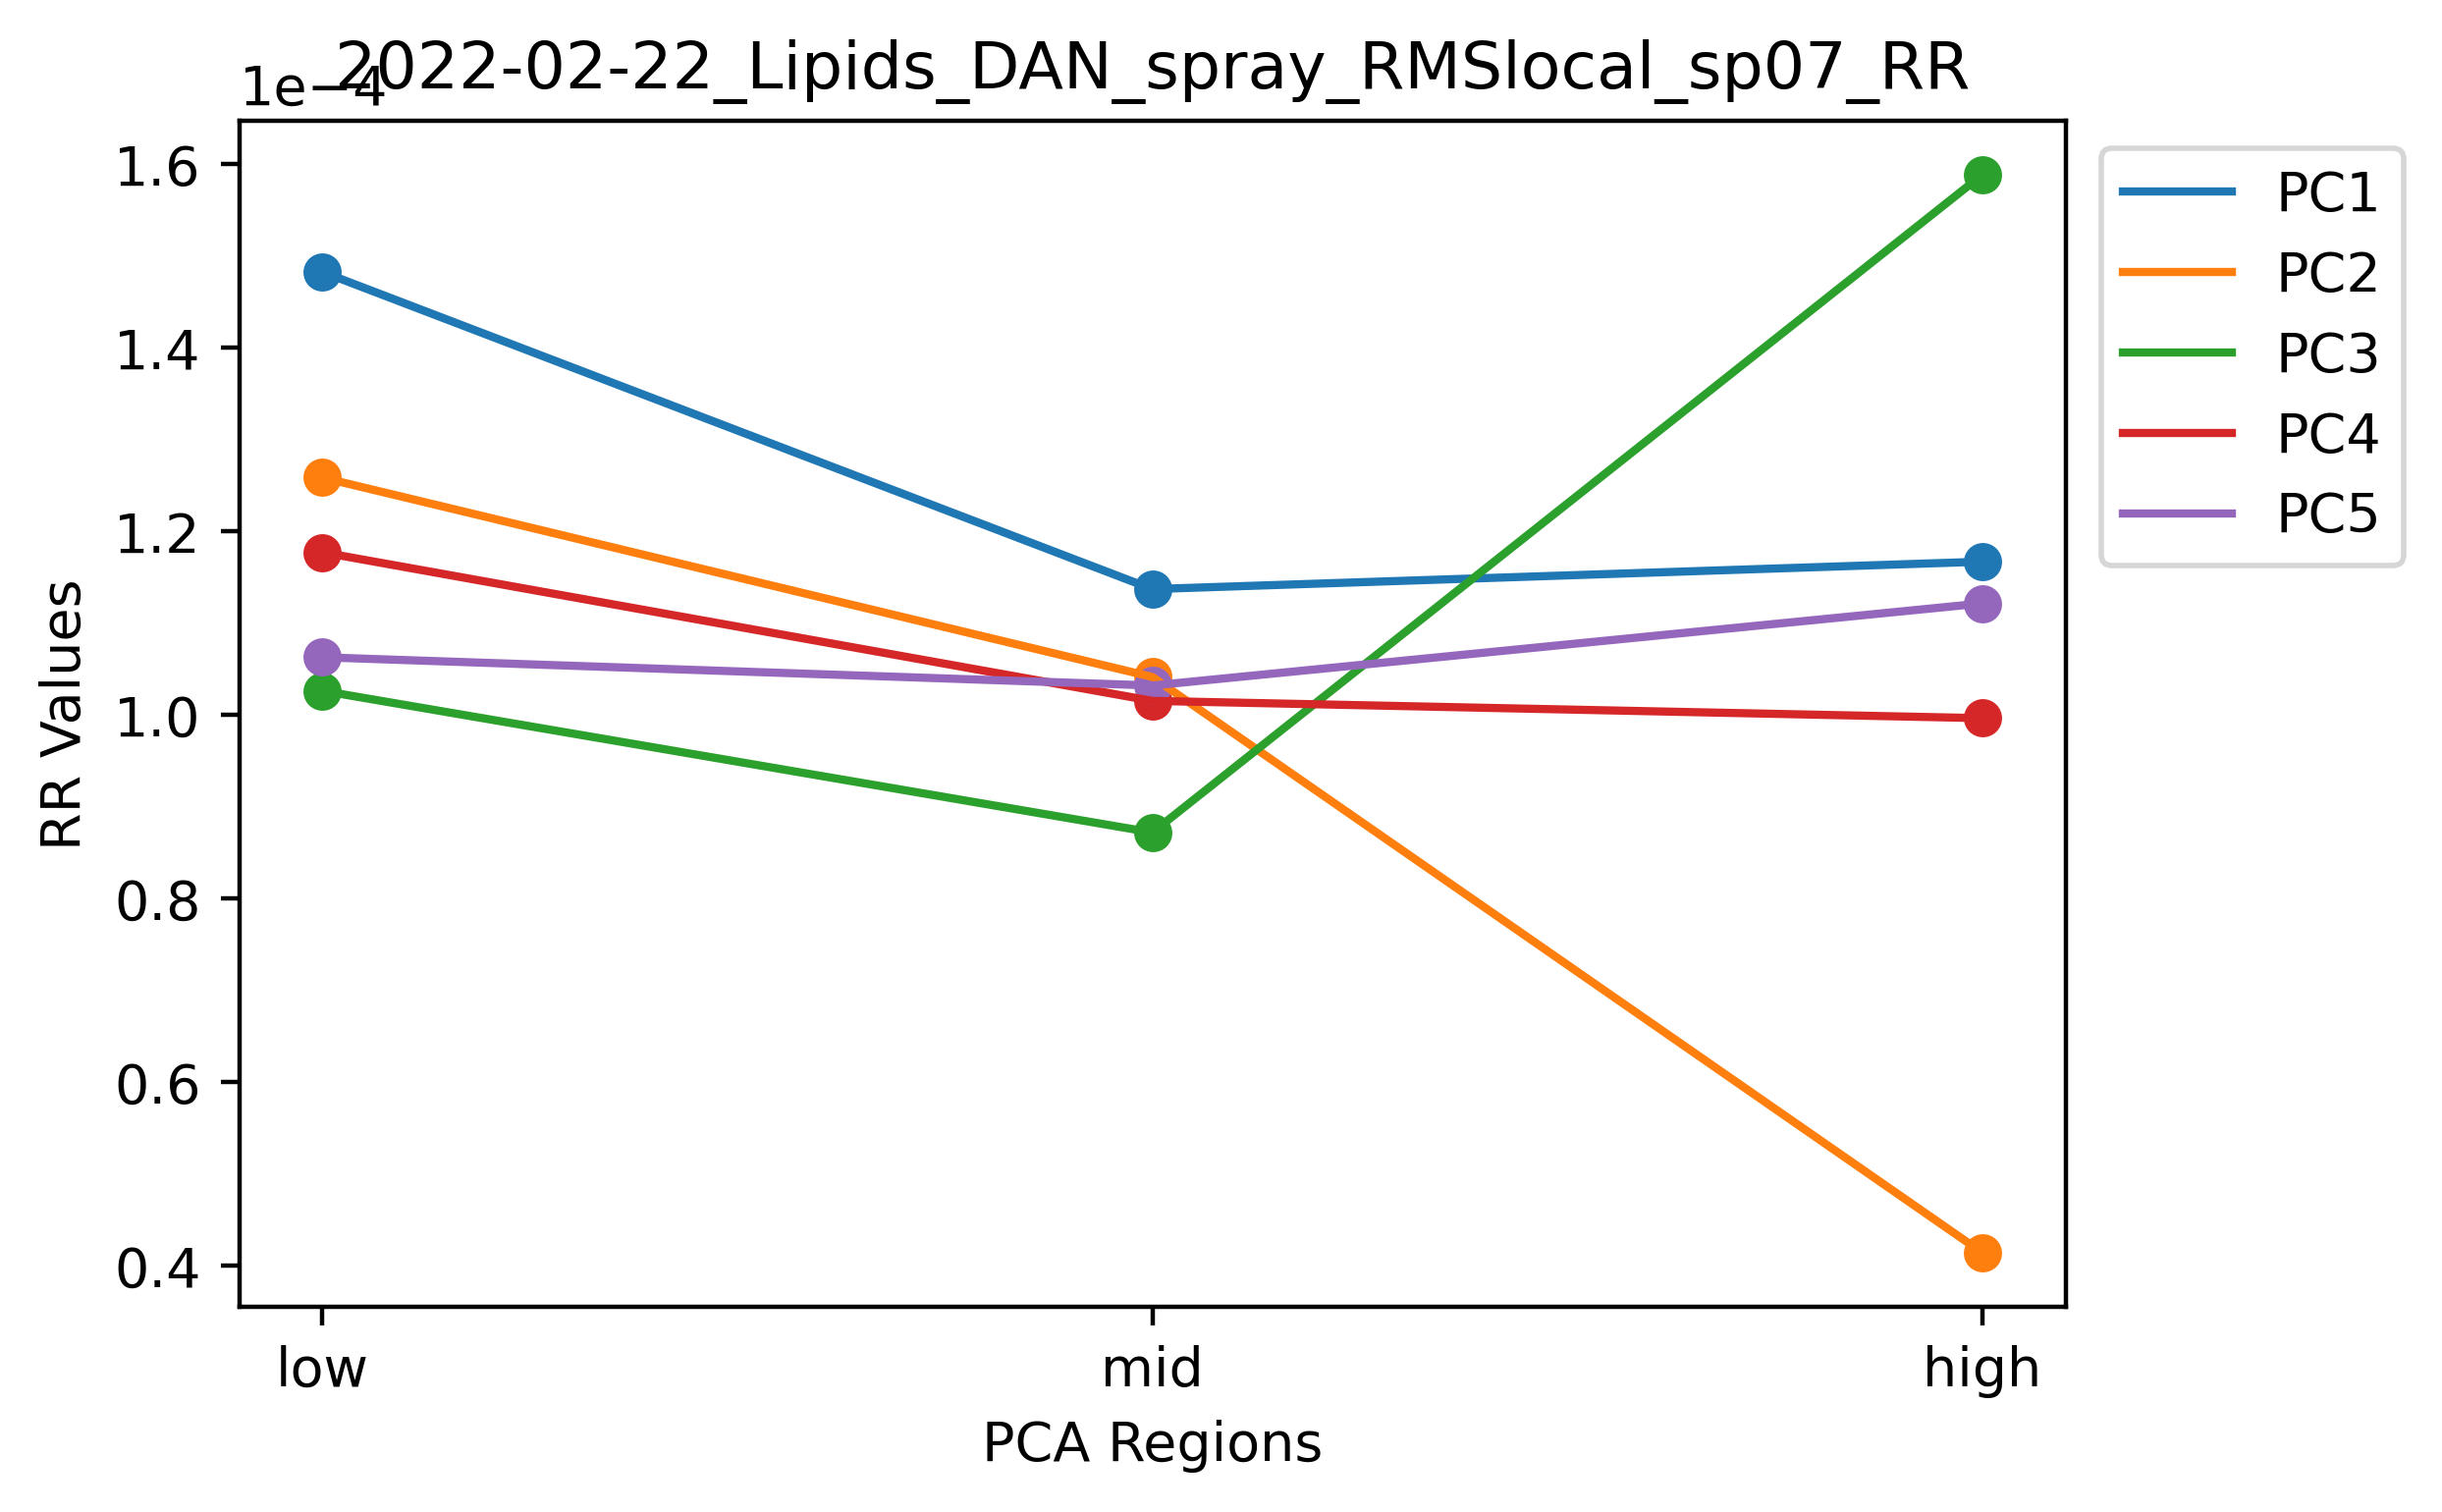 2022-02-22_Lipids_DAN_spray_RMSlocal_sp07_RR
1e−4
1.6
1.4
1.2
1.0
0.8
0.6
0.4
RR Values
low
mid
high
PCA Regions
PC1
PC2
PC3
PC4
PC5